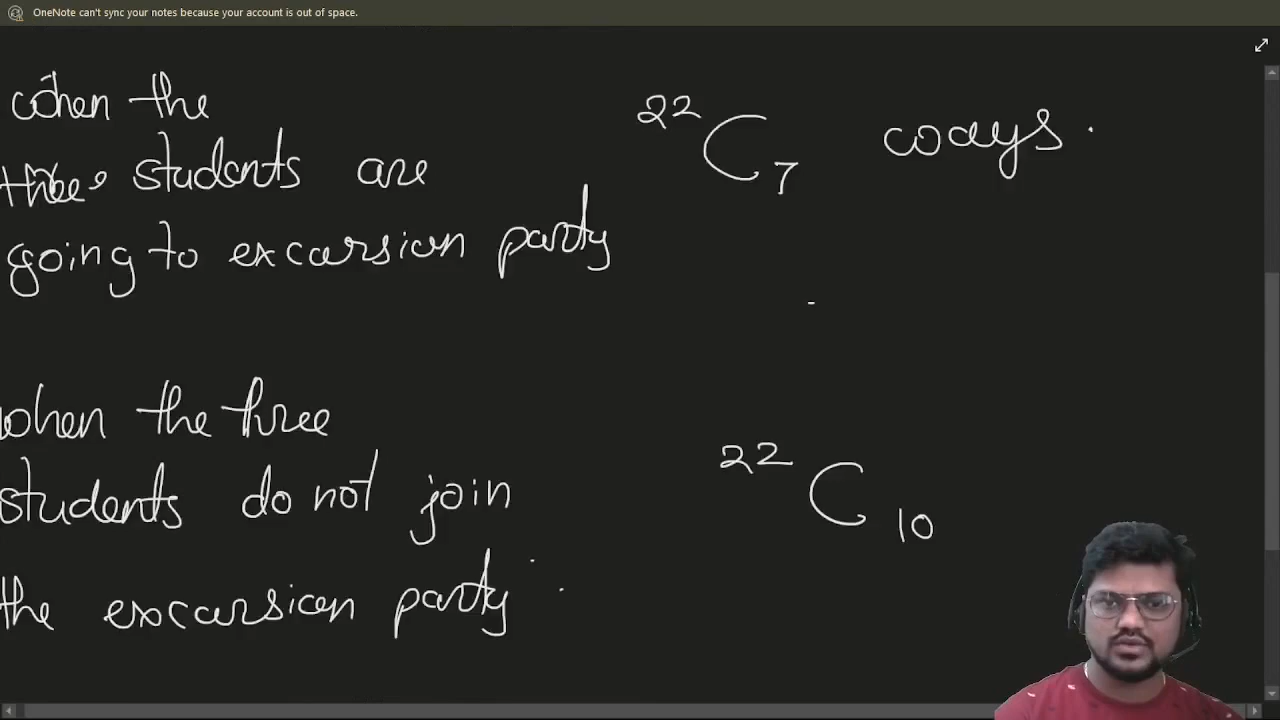 OneNote can't sync your notes because your account is out of space.
when the
three students are
going to excursion party
22C7 ways.
when the three
students do not join
the excursion party
22C10